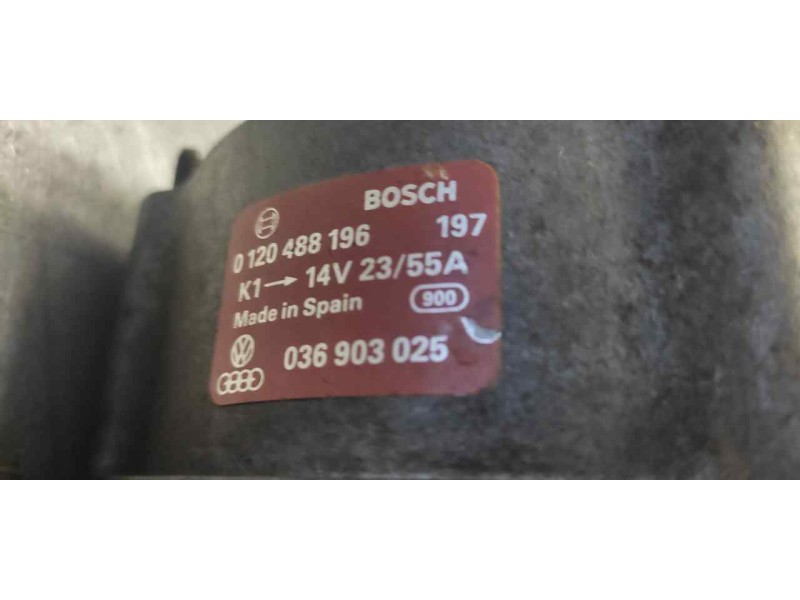 BOSCH
0 120 488 196 197
K1→ 14V 23/55A
Made in Spain 900
036 903 025